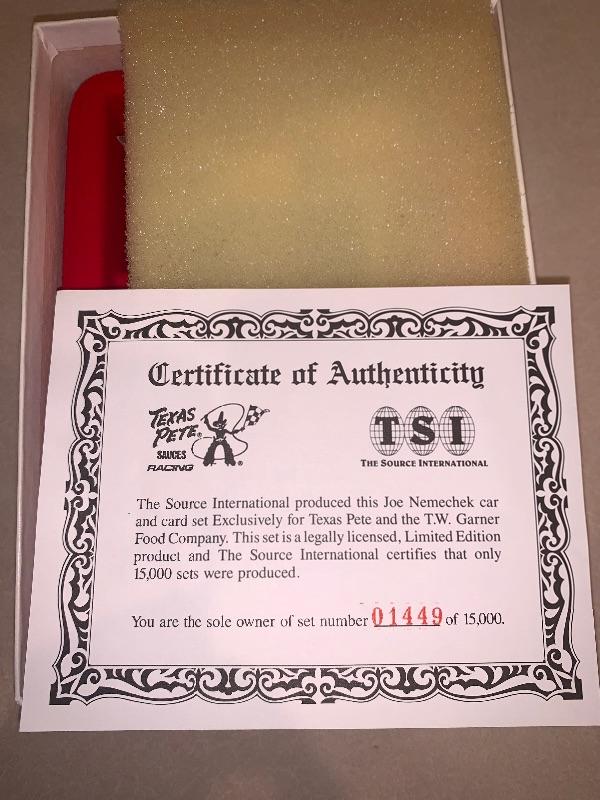 Certificate of Authenticity
TEXAS
PETE®
SAUCES
RACING ®
TSI
THE SOURCE INTERNATIONAL
The Source International produced this Joe Nemechek car
and card set Exclusively for Texas Pete and the T.W. Garner
Food Company. This set is a legally licensed, Limited Edition
product and The Source International certifies that only
15,000 sets were produced.
You are the sole owner of set number 01449 of 15,000.